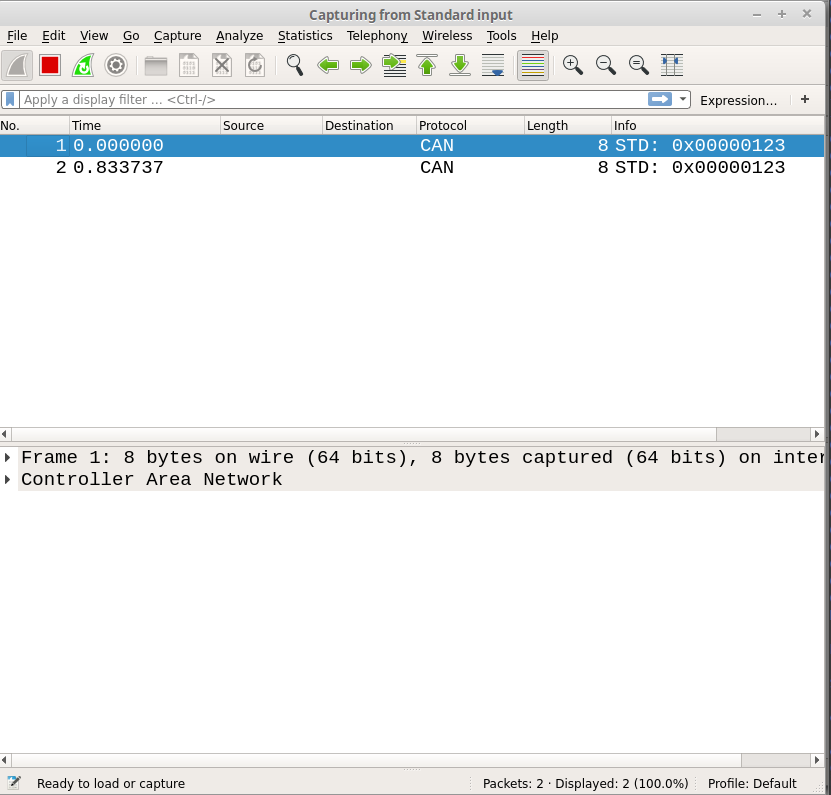 Capturing from Standard input
File Edit View Go Capture Analyze Statistics Telephony Wireless Tools Help
Apply a display filter ... <Ctrl-/> Expression... +
No. Time Source Destination Protocol Length Info
1 0.000000 CAN 8 STD: 0x00000123
2 0.833737 CAN 8 STD: 0x00000123
Frame 1: 8 bytes on wire (64 bits), 8 bytes captured (64 bits) on inter
Controller Area Network
Ready to load or capture Packets: 2 · Displayed: 2 (100.0%) Profile: Default